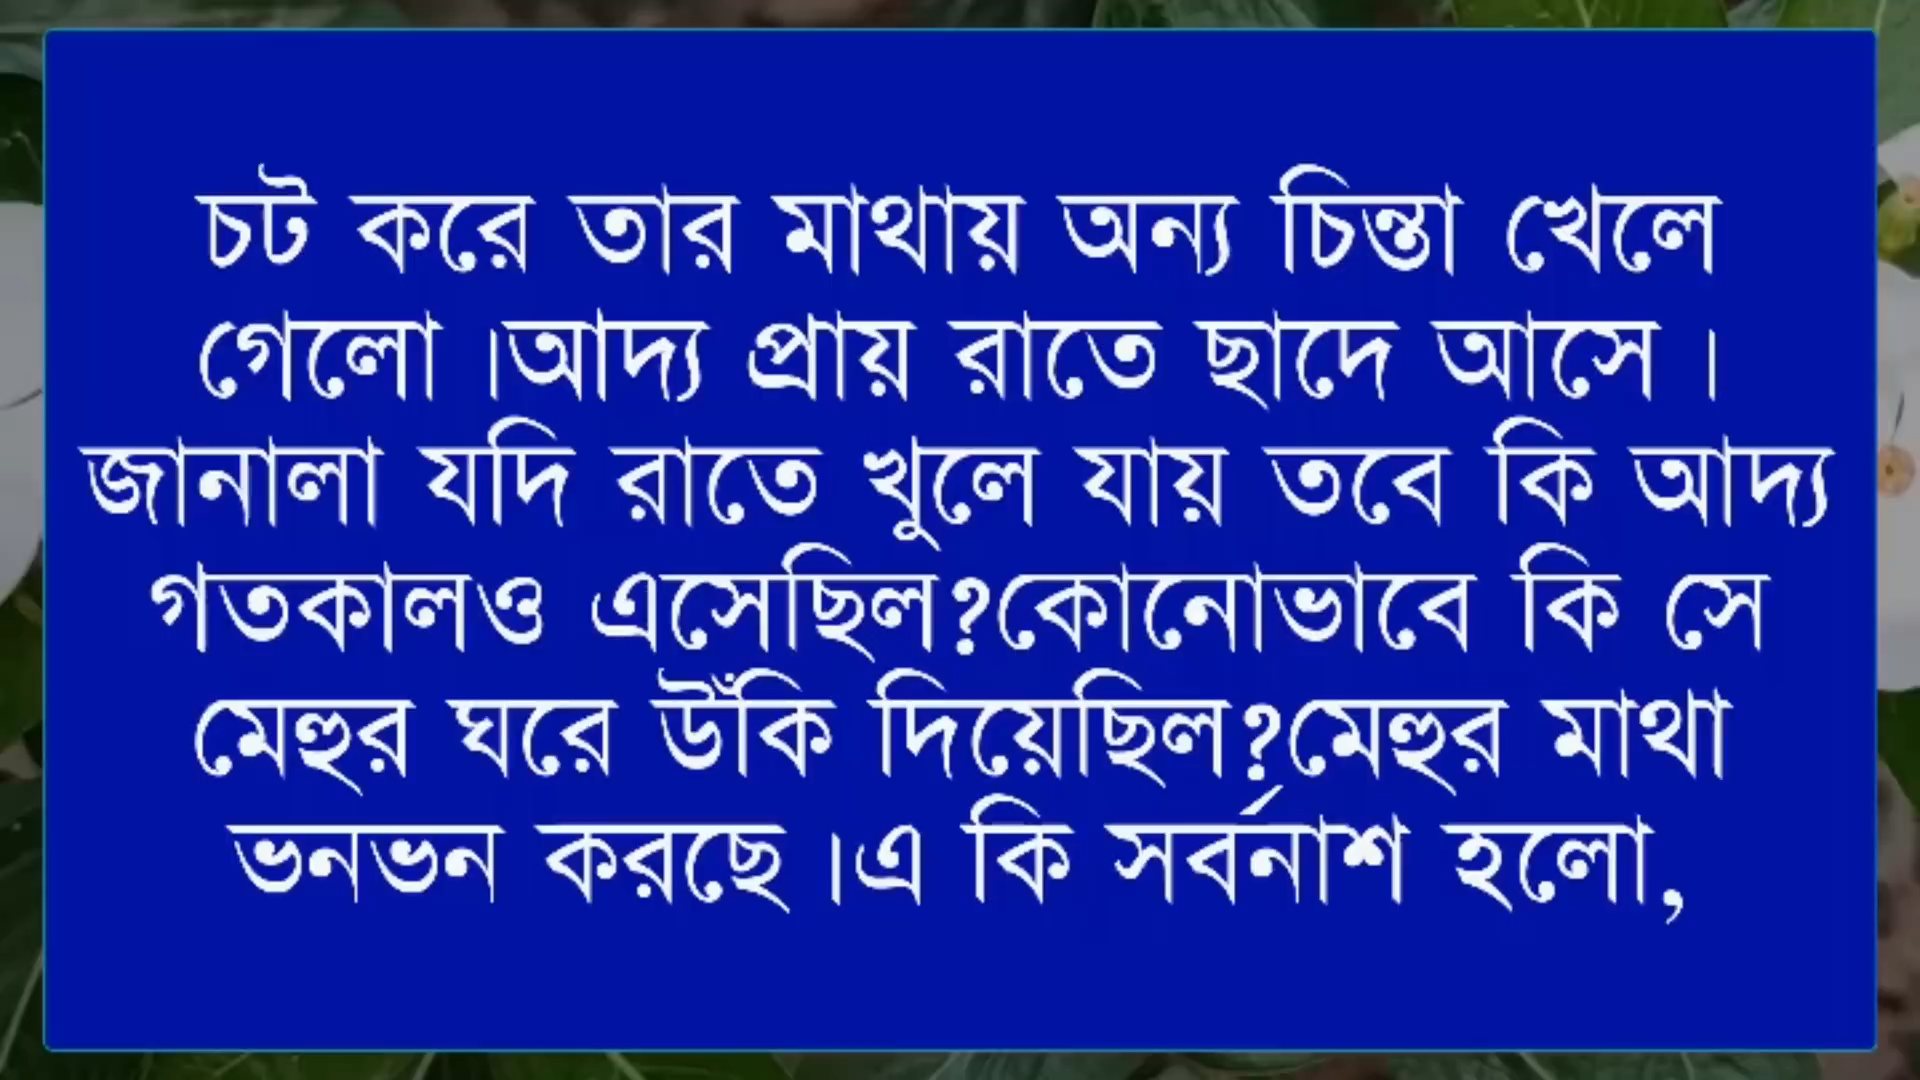 চট করে তার মাথায় অন্য চিন্তা খেলে
গেলো।আদ্য প্রায় রাতে ছাদে আসে।
জানালা যদি রাতে খুলে যায় তবে কি আদ্য
গতকালও এসেছিল?কোনোভাবে কি সে
মেহুর ঘরে উঁকি দিয়েছিল?মেহুর মাথা
ভনভন করছে।এ কি সর্বনাশ হলো,